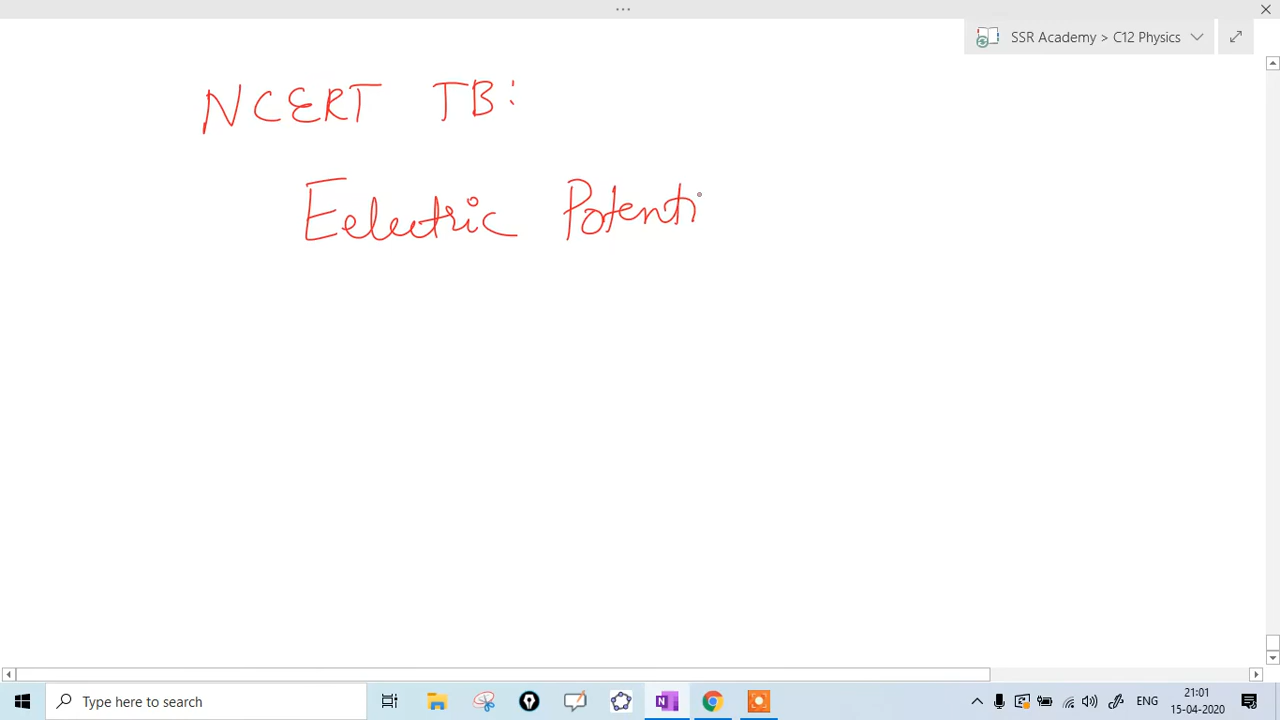 ...
SSR Academy > C12 Physics
NCERT TB:
Eelectric Potenti
Type here to search
ENG
21:01
15-04-2020